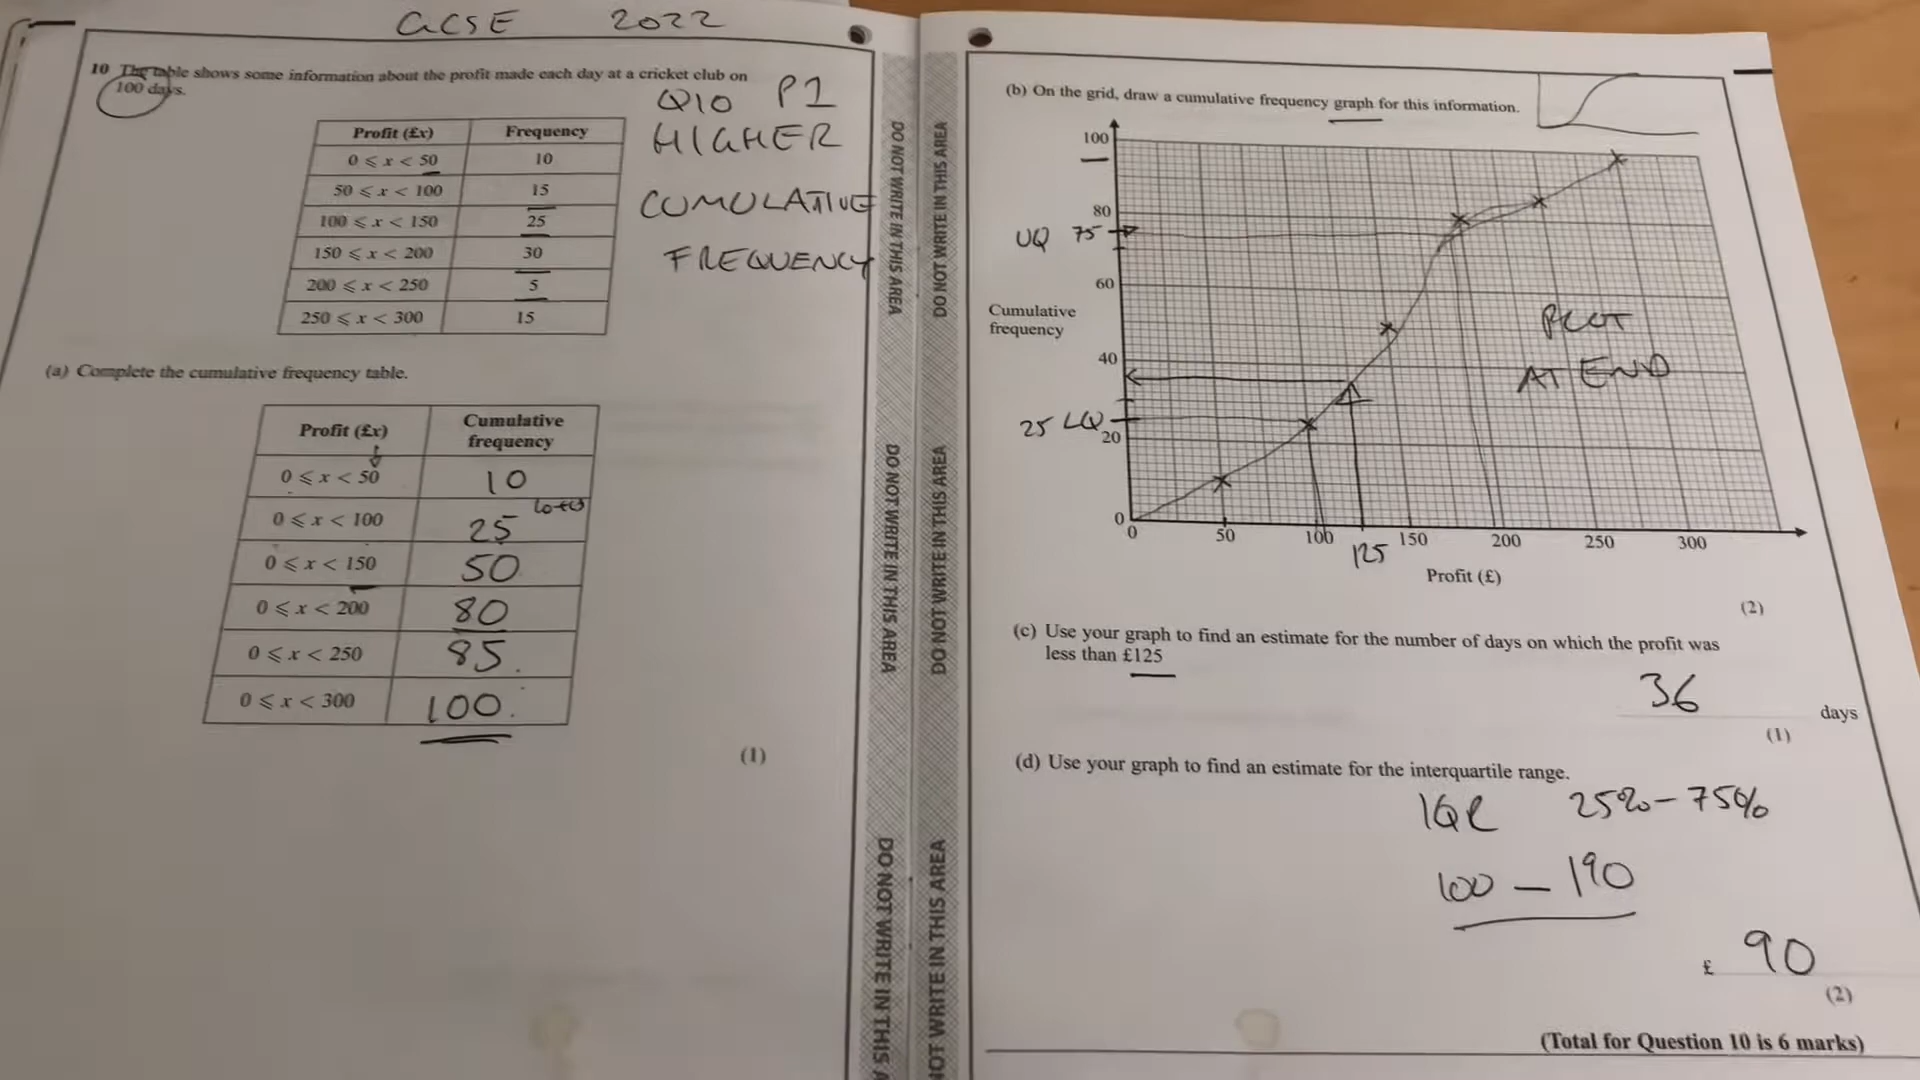 GCSE 2022
10 The table shows some information about the profit made each day at a cricket club on
100 days.
Q10 P1
HIGHER
CUMULATIVE
FREQUENCY
Profit (£x) Frequency
0 ⩽ x < 50 10
50 ⩽ x < 100 15
100 ⩽ x < 150 25
150 ⩽ x < 200 30
200 ⩽ x < 250 5
250 ⩽ x < 300 15
(a) Complete the cumulative frequency table.
Profit (£x) Cumulative frequency
0 ⩽ x < 50 10
0 ⩽ x < 100 25
0 ⩽ x < 150 50
0 ⩽ x < 200 80
0 ⩽ x < 250 85
0 ⩽ x < 300 100
(1)
DO NOT WRITE IN THIS AREA
DO NOT WRITE IN THIS AREA
DO NOT WRITE IN THIS A
DO NOT WRITE IN THIS AREA
DO NOT WRITE IN THIS AREA
NOT WRITE IN THIS AREA
(b) On the grid, draw a cumulative frequency graph for this information.
100
80
UQ 75
60
Cumulative
frequency
40
25 LQ
20
0
PLOT
AT END
0 50 100 150 200 250 300
125
Profit (£)
(2)
(c) Use your graph to find an estimate for the number of days on which the profit was
less than £125
36
days
(1)
(d) Use your graph to find an estimate for the interquartile range.
IQR 25% - 75%
100 - 190
£ 90
(2)
(Total for Question 10 is 6 marks)